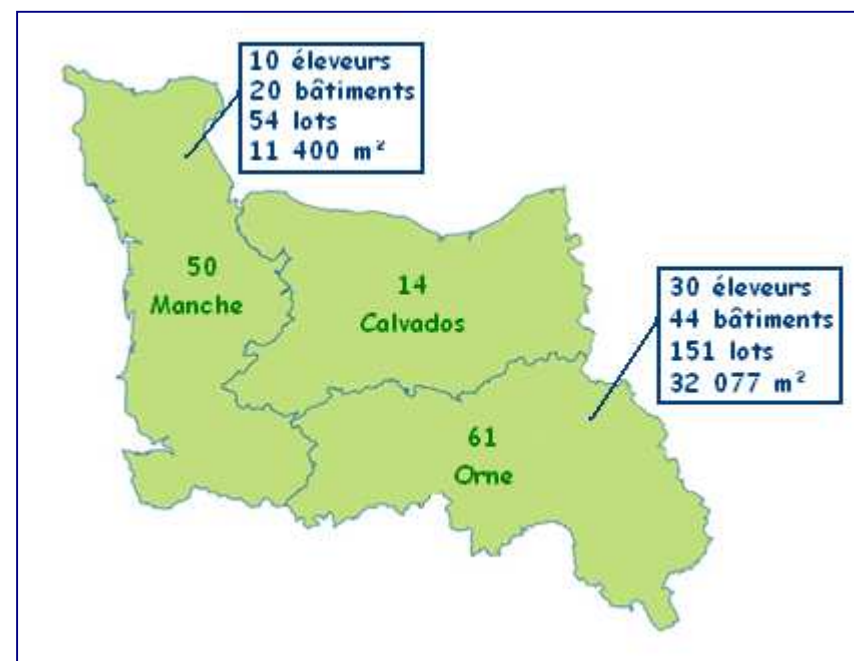 10 éleveurs
20 bâtiments
54 lots
11 400 m²
50
Manche
14
Calvados
30 éleveurs
44 bâtiments
151 lots
32 077 m²
61
Orne